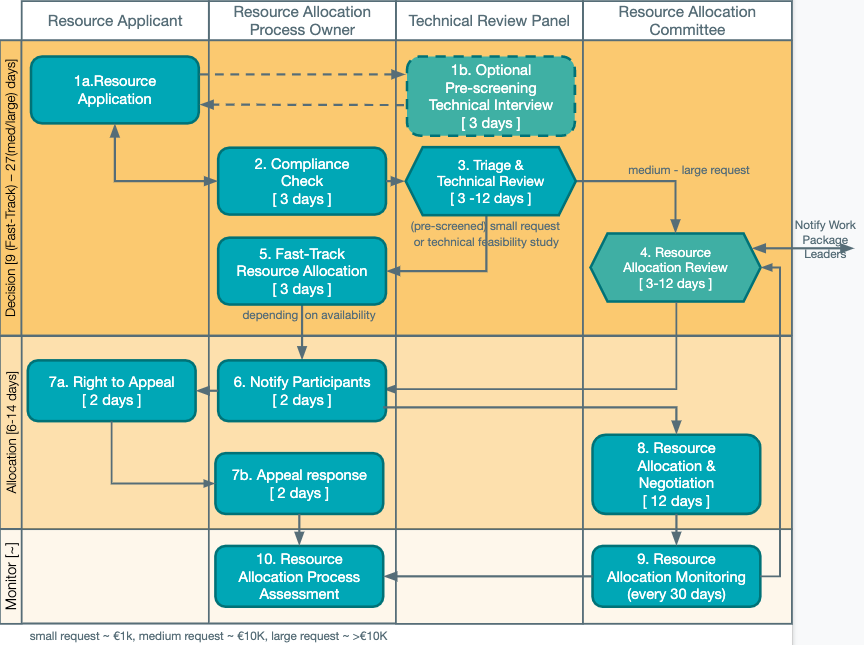 Resource Applicant
Resource Allocation
Process Owner
Technical Review Panel
Resource Allocation
Committee
Decision [9 (Fast-Track) – 27(med/large) days]
1a.Resource
Application
1b. Optional
Pre-screening
Technical Interview
[ 3 days ]
2. Compliance
Check
[ 3 days ]
3. Triage &
Technical Review
[ 3 -12 days ]
medium - large request
(pre-screened) small request
or technical feasibility study
Notify Work
Package
Leaders
4. Resource
Allocation Review
[ 3-12 days ]
5. Fast-Track
Resource Allocation
[ 3 days ]
depending on availability
Allocation [6-14 days]
7a. Right to Appeal
[ 2 days ]
6. Notify Participants
[ 2 days ]
7b. Appeal response
[ 2 days ]
8. Resource
Allocation &
Negotiation
[ 12 days ]
Monitor [~]
10. Resource
Allocation Process
Assessment
9. Resource
Allocation Monitoring
(every 30 days)
small request ~ €1k, medium request ~ €10K, large request ~ >€10K